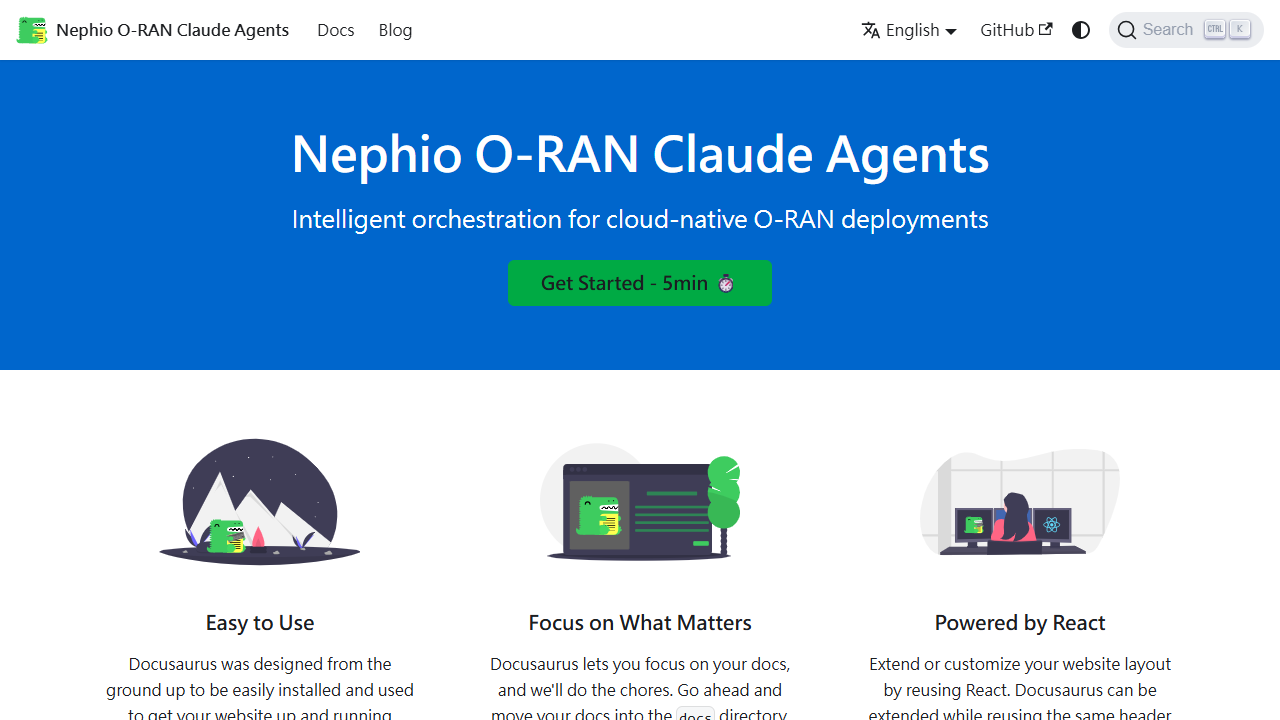 Nephio O-RAN Claude Agents Docs Blog English GitHub Search CTRL K
Nephio O-RAN Claude Agents
Intelligent orchestration for cloud-native O-RAN deployments
Get Started - 5min ⏱️
Easy to Use
Docusaurus was designed from the
ground up to be easily installed and used
to get your website up and running
Focus on What Matters
Docusaurus lets you focus on your docs,
and we'll do the chores. Go ahead and
move your docs into the docs directory.
Powered by React
Extend or customize your website layout
by reusing React. Docusaurus can be
extended while reusing the same header